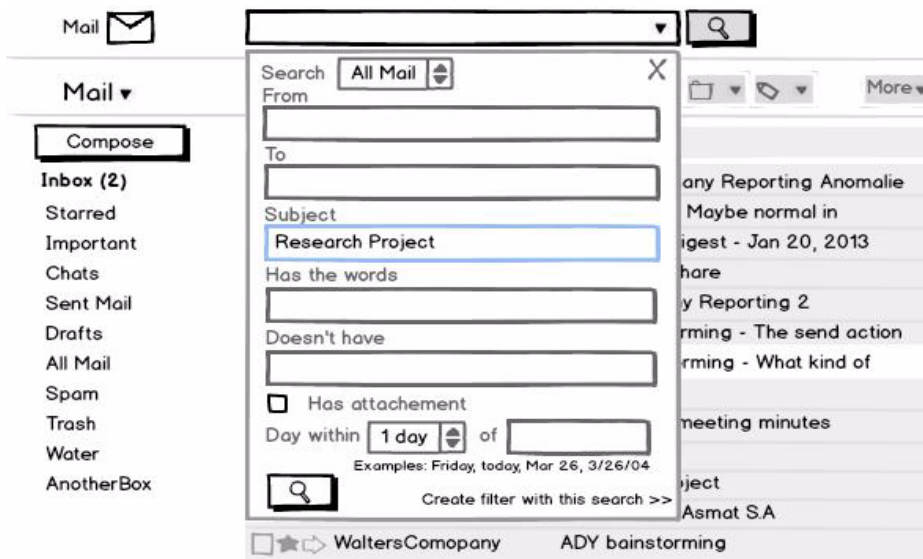 Mail
Search All Mail X
From
To
Subject
Research Project
Has the words
Doesn't have
Has attachement
Day within 1 day of
Examples: Friday, today, Mar 26, 3/26/04
Create filter with this search >>
Mail
Compose
Inbox (2)
Starred
Important
Chats
Sent Mail
Drafts
All Mail
Spam
Trash
Water
AnotherBox
More
any Reporting Anomalie
Maybe normal in
igest - Jan 20, 2013
hare
y Reporting 2
rming - The send action
rming - What kind of
meeting minutes
ject
Asmat S.A
WaltersComopany ADY bainstorming